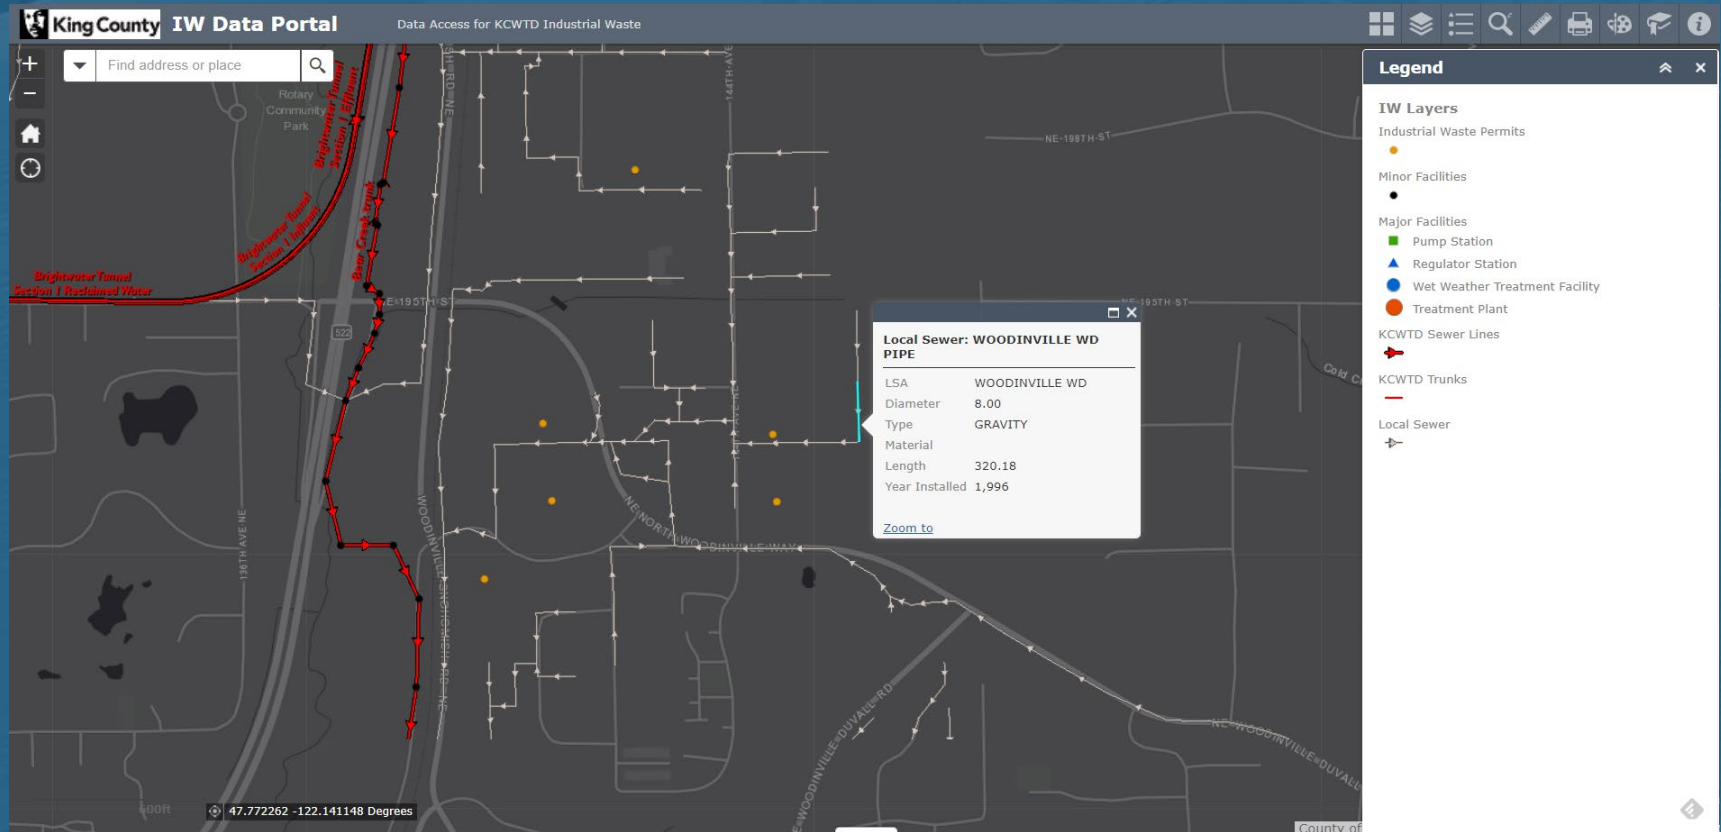 King County IW Data Portal Data Access for KCWTD Industrial Waste
Find address or place
Rotary
Community
Park
Brightwater Tunnel
Section 1 Effluent
Brightwater Tunnel
Section 1 Influent
Brightwater Tunnel
Section 1 Reclaimed Water
Bear Creek trunk
144TH-AVE
NE-198TH-ST
NE-195TH-ST
NE-195TH-ST
522
136TH AVE NE
WOODINVILLE-SNOHOMISH-RD-NE
NE-NORTH-WOODINVILLE-WAY
NE-WOODINVILLE-DUVALL
WOODINVILLE-DUVALL-RD
Local Sewer: WOODINVILLE WD
PIPE
LSA WOODINVILLE WD
Diameter 8.00
Type GRAVITY
Material
Length 320.18
Year Installed 1,996
Zoom to
Legend
IW Layers
Industrial Waste Permits
Minor Facilities
Major Facilities
Pump Station
Regulator Station
Wet Weather Treatment Facility
Treatment Plant
KCWTD Sewer Lines
KCWTD Trunks
Local Sewer
47.772262 -122.141148 Degrees
County of